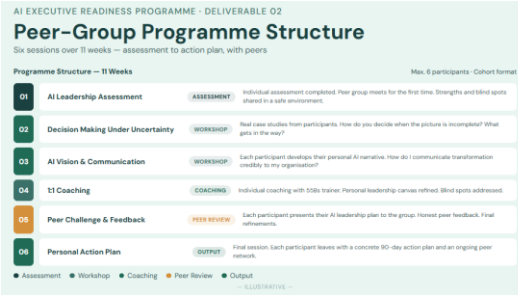 AI EXECUTIVE READINESS PROGRAMME · DELIVERABLE 02
Peer-Group Programme Structure
Six sessions over 11 weeks — assessment to action plan, with peers
Programme Structure — 11 Weeks
Max. 6 participants · Cohort format
01
AI Leadership Assessment
ASSESSMENT
Individual assessment completed. Peer group meets for the first time. Strengths and blind spots
shared in a safe environment.
02
Decision Making Under Uncertainty
WORKSHOP
Real case studies from participants. How do you decide when the picture is incomplete? What
gets in the way?
03
AI Vision & Communication
WORKSHOP
Each participant develops their personal AI narrative. How do I communicate transformation
credibly to my organisation?
04
1:1 Coaching
COACHING
Individual coaching with 55Bs trainer. Personal leadership canvas refined. Blind spots addressed.
05
Peer Challenge & Feedback
PEER REVIEW
Each participant presents their AI leadership plan to the group. Honest peer feedback. Final
refinements.
06
Personal Action Plan
OUTPUT
Final session. Each participant leaves with a concrete 90-day action plan and an ongoing peer
network.
Assessment
Workshop
Coaching
Peer Review
Output
— ILLUSTRATIVE —